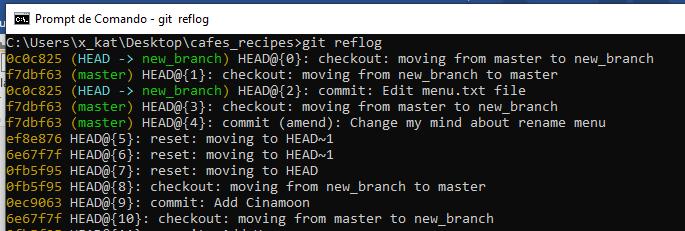 Prompt de Comando - git reflog
C:\Users\x_kat\Desktop\cafes_recipes>git reflog
0c0c825 (HEAD -> new_branch) HEAD@{0}: checkout: moving from master to new_branch
f7dbf63 (master) HEAD@{1}: checkout: moving from new_branch to master
0c0c825 (HEAD -> new_branch) HEAD@{2}: commit: Edit menu.txt file
f7dbf63 (master) HEAD@{3}: checkout: moving from master to new_branch
f7dbf63 (master) HEAD@{4}: commit (amend): Change my mind about rename menu
ef8e876 HEAD@{5}: reset: moving to HEAD~1
6e67f7f HEAD@{6}: reset: moving to HEAD~1
0fb5f95 HEAD@{7}: reset: moving to HEAD
0fb5f95 HEAD@{8}: checkout: moving from new_branch to master
0ec9063 HEAD@{9}: commit: Add Cinamoon
6e67f7f HEAD@{10}: checkout: moving from master to new_branch